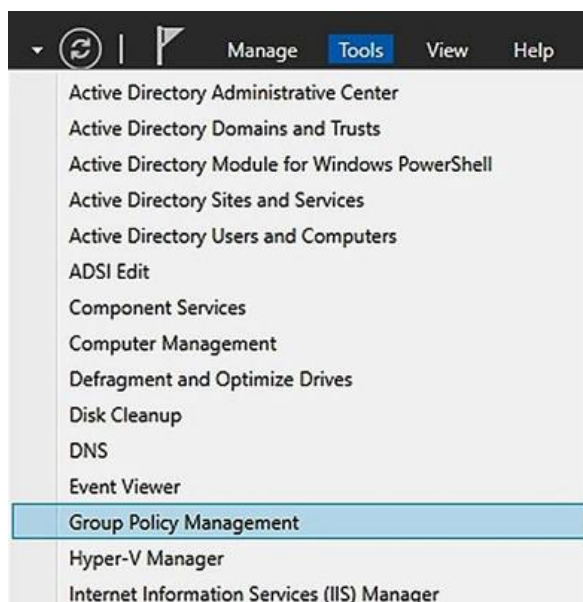 Manage Tools View Help
Active Directory Administrative Center
Active Directory Domains and Trusts
Active Directory Module for Windows PowerShell
Active Directory Sites and Services
Active Directory Users and Computers
ADSI Edit
Component Services
Computer Management
Defragment and Optimize Drives
Disk Cleanup
DNS
Event Viewer
Group Policy Management
Hyper-V Manager
Internet Information Services (IIS) Manager